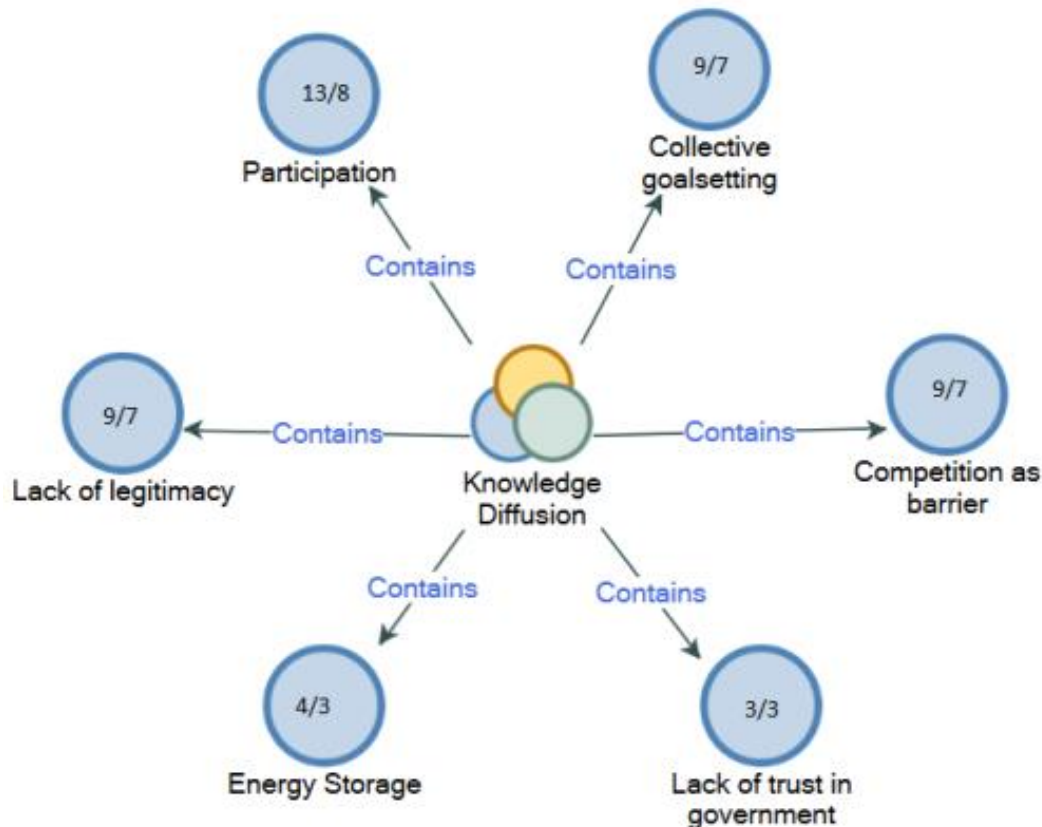 13/8
Participation
9/7
Collective
goalsetting
Contains
Contains
9/7
Lack of legitimacy
Contains
Knowledge
Diffusion
Contains
9/7
Competition as
barrier
Contains
Contains
4/3
Energy Storage
3/3
Lack of trust in
government